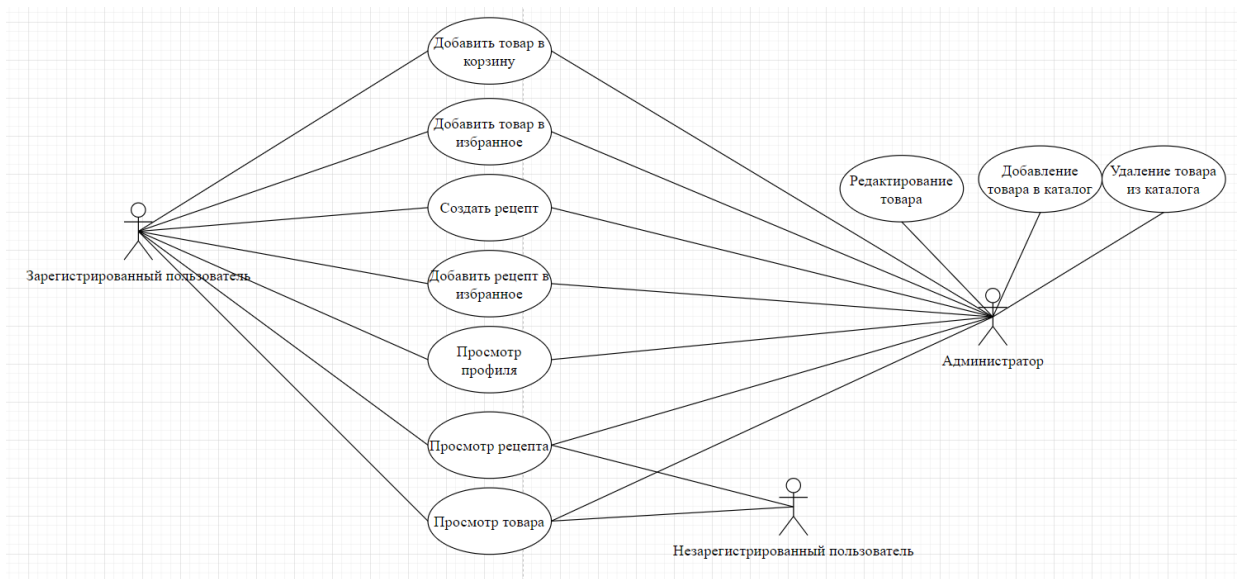 Добавить товар в
корзину
Добавить товар в
избранное
Создать рецепт
Добавить рецепт в
избранное
Просмотр
профиля
Просмотр рецепта
Просмотр товара
Зарегистрированный пользователь
Редактирование
товара
Добавление
товара в каталог
Удаление товара
из каталога
Администратор
Незарегистрированный пользователь